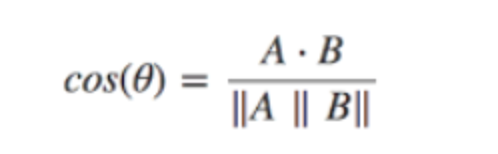 cos(θ) = A · B / ‖A ‖ B‖